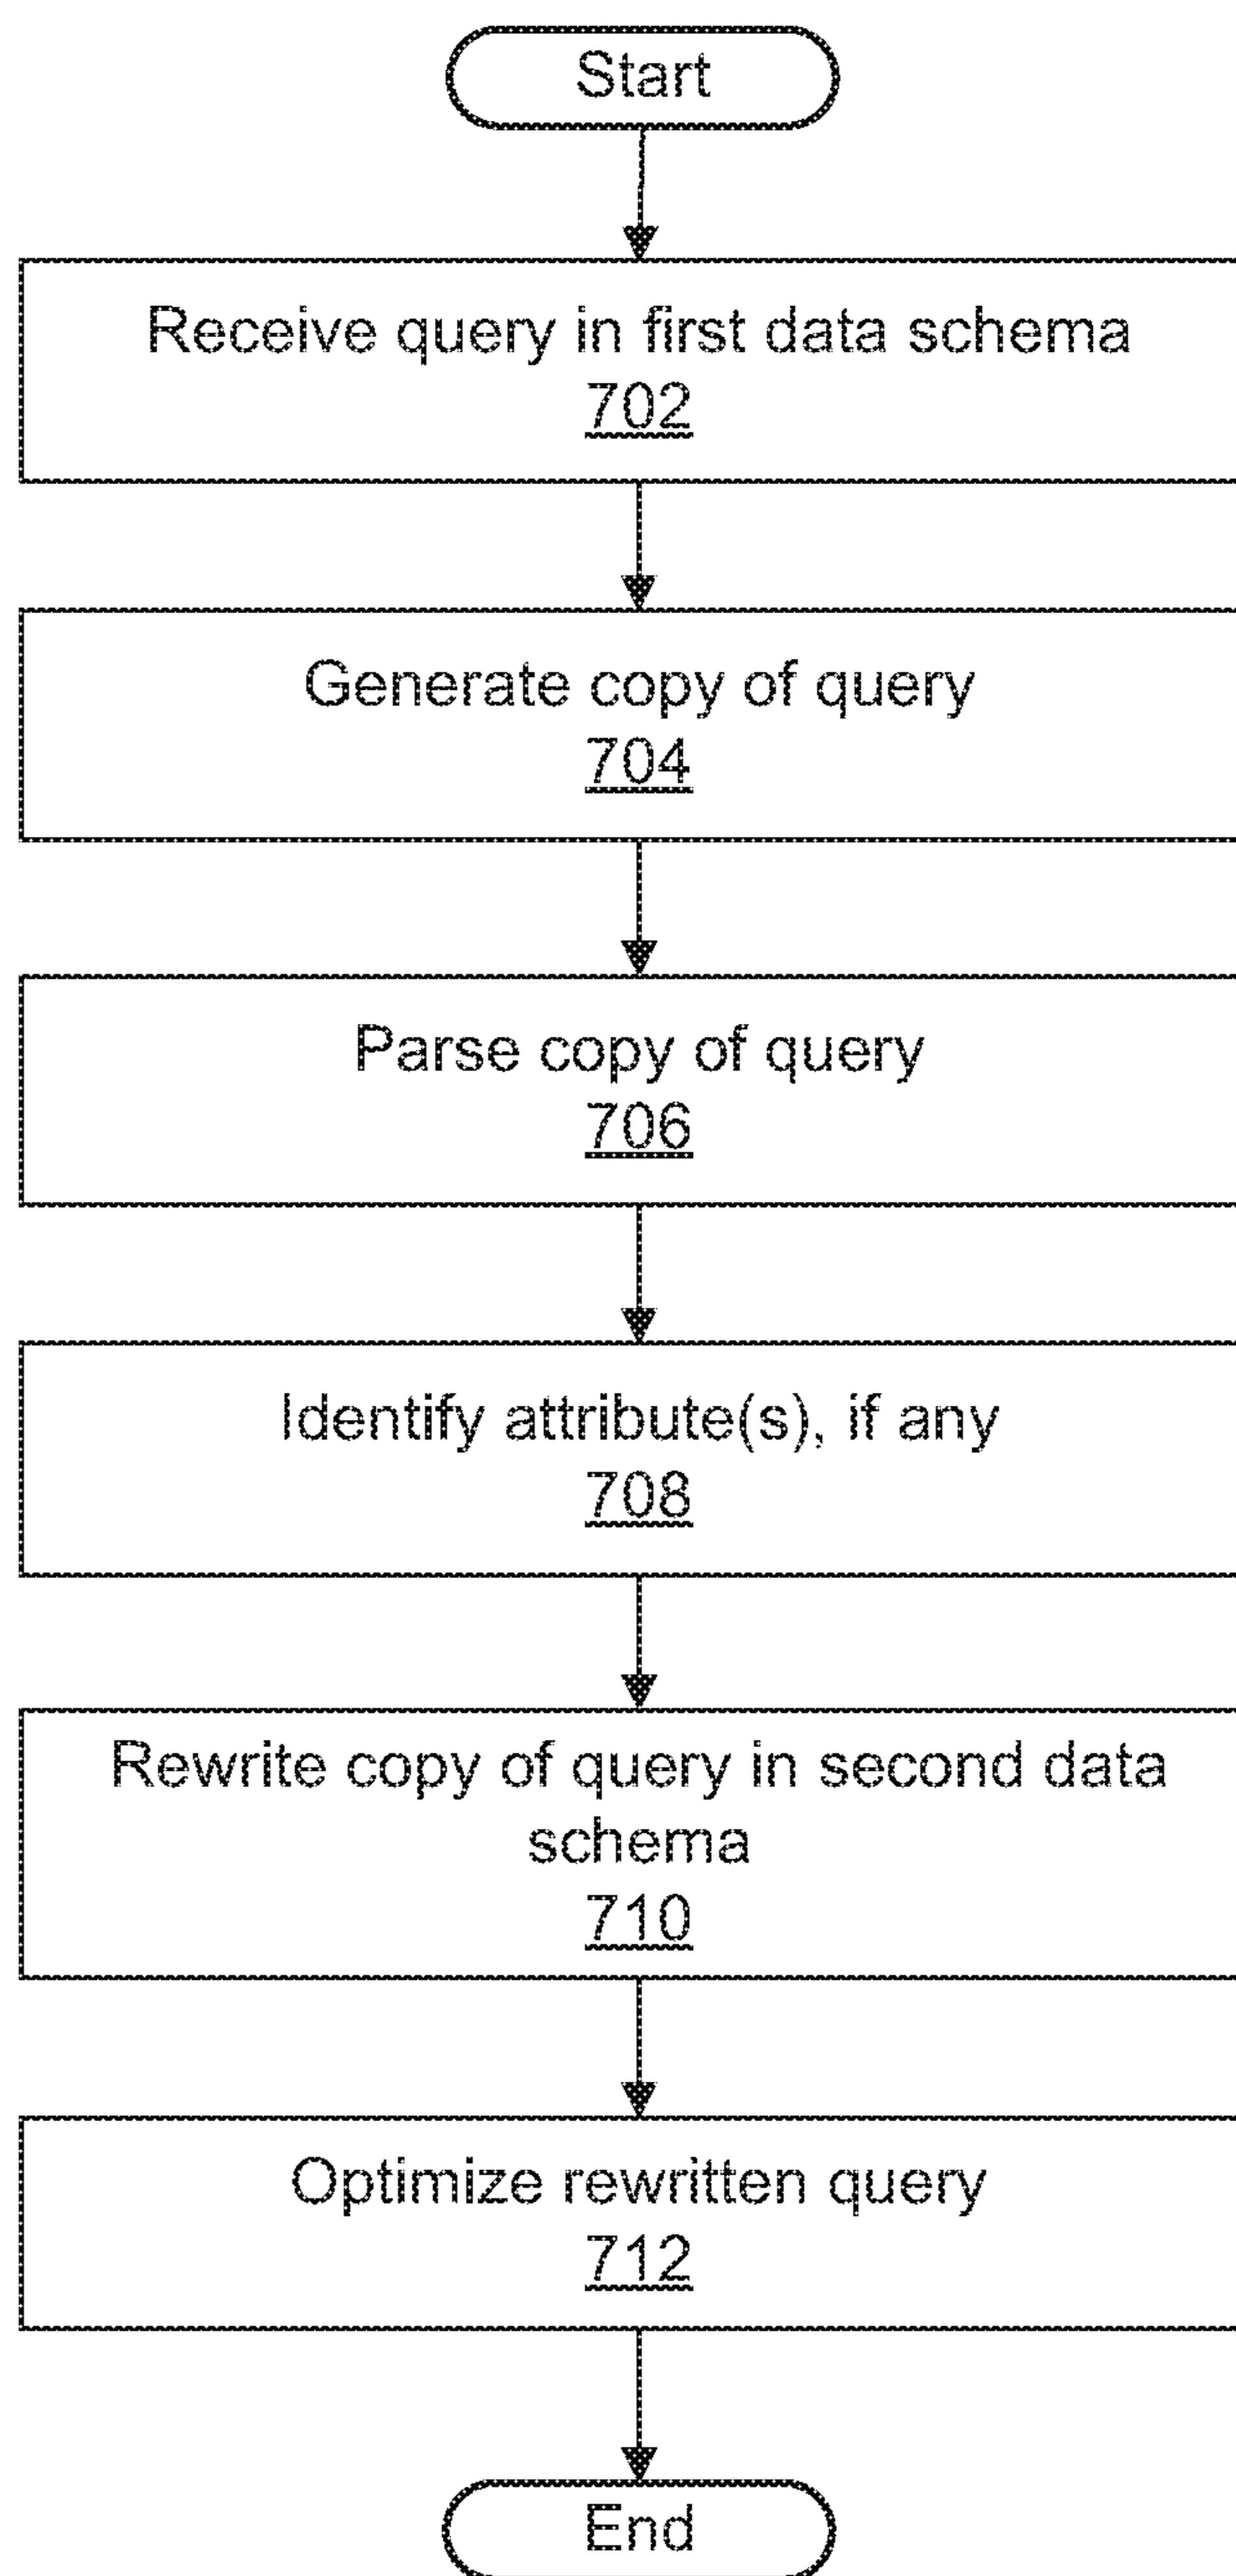 Start
Receive query in first data schema
702
Generate copy of query
704
Parse copy of query
706
Identify attribute(s), if any
708
Rewrite copy of query in second data
schema
710
Optimize rewritten query
712
End